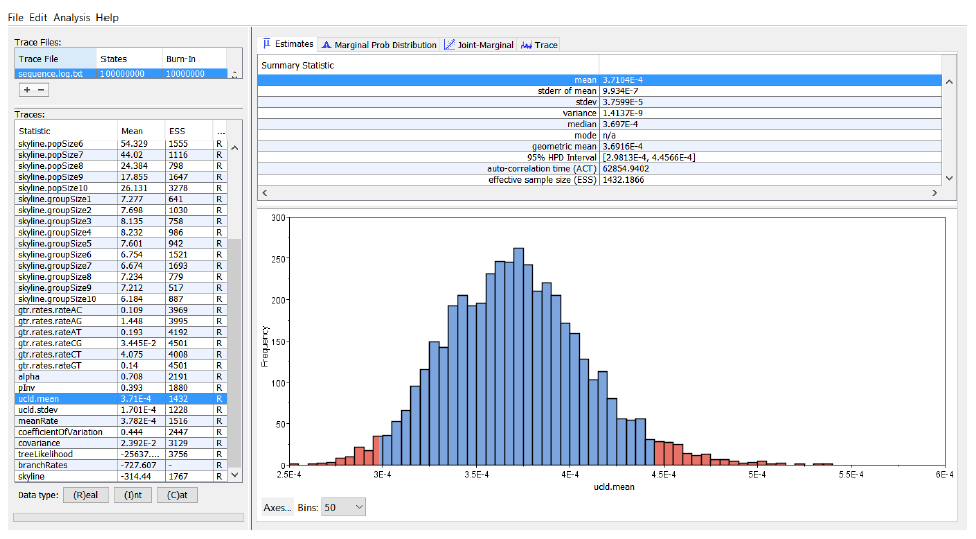 File Edit Analysis Help
Trace Files:
Trace File States Burn-In
sequence.log.txt 100000000 10000000
+ −
Traces:
Statistic Mean ESS ...
skyline.popSize6 54.329 1555 R
skyline.popSize7 44.02 1116 R
skyline.popSize8 24.384 798 R
skyline.popSize9 17.855 1647 R
skyline.popSize10 26.131 3278 R
skyline.groupSize1 7.277 641 R
skyline.groupSize2 7.698 1030 R
skyline.groupSize3 8.135 758 R
skyline.groupSize4 8.232 986 R
skyline.groupSize5 7.601 942 R
skyline.groupSize6 6.754 1521 R
skyline.groupSize7 6.674 1693 R
skyline.groupSize8 7.234 779 R
skyline.groupSize9 7.212 517 R
skyline.groupSize10 6.184 887 R
gtr.rates.rateAC 0.109 3969 R
gtr.rates.rateAG 1.448 3995 R
gtr.rates.rateAT 0.193 4192 R
gtr.rates.rateCG 3.445E-2 4501 R
gtr.rates.rateCT 4.075 4008 R
gtr.rates.rateGT 0.14 4501 R
alpha 0.708 2191 R
pInv 0.393 1880 R
ucld.mean 3.71E-4 1432 R
ucld.stdev 1.701E-4 1228 R
meanRate 3.782E-4 1516 R
coefficientOfVariation 0.444 2447 R
covariance 2.392E-2 3129 R
treeLikelihood -25637.... 3756 R
branchRates -727.607 - R
skyline -314.44 1767 R
Data type: (R)eal (I)nt (C)at
Estimates Marginal Prob Distribution Joint-Marginal Trace
Summary Statistic
mean 3.7104E-4
stderr of mean 9.934E-7
stdev 3.7599E-5
variance 1.4137E-9
median 3.697E-4
mode n/a
geometric mean 3.6916E-4
95% HPD Interval [2.9813E-4, 4.4566E-4]
auto-correlation time (ACT) 62854.9402
effective sample size (ESS) 1432.1866
300
250
200
150
100
50
0
Frequency
2.5E-4 3E-4 3.5E-4 4E-4 4.5E-4 5E-4 5.5E-4 6E-4
ucld.mean
Axes... Bins: 50